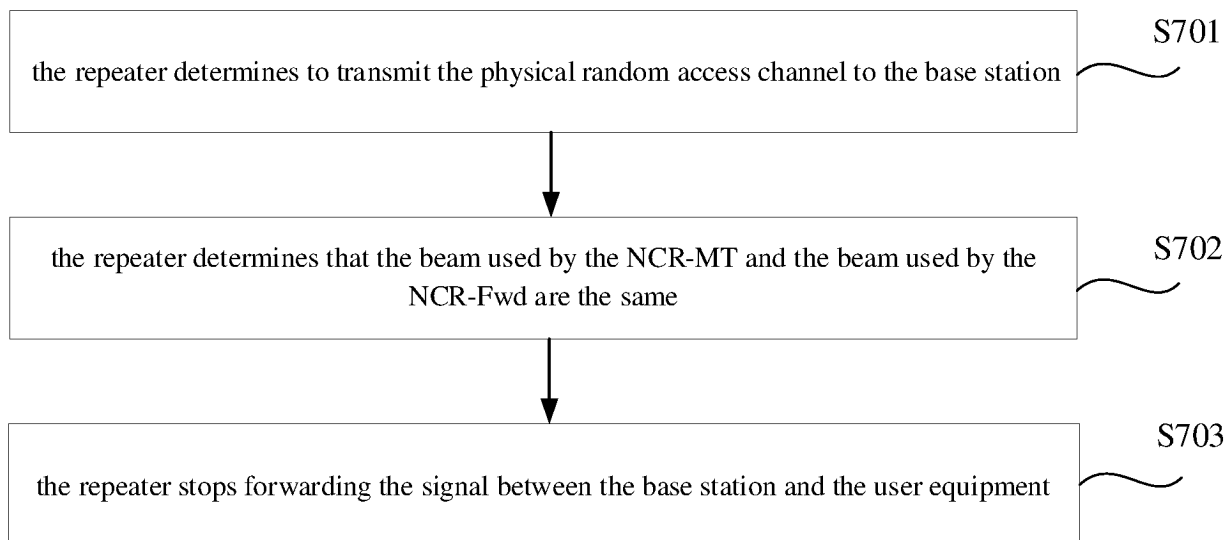 S701
the repeater determines to transmit the physical random access channel to the base station
S702
the repeater determines that the beam used by the NCR-MT and the beam used by the
NCR-Fwd are the same
S703
the repeater stops forwarding the signal between the base station and the user equipment